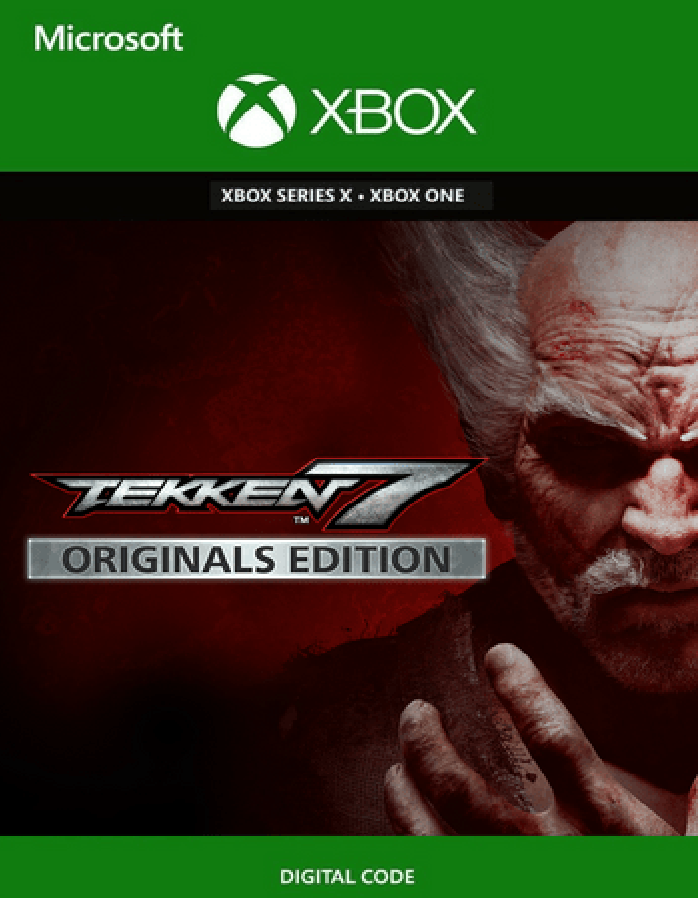 Microsoft
XBOX
XBOX SERIES X • XBOX ONE
TEKKEN 7
TM
ORIGINALS EDITION
DIGITAL CODE